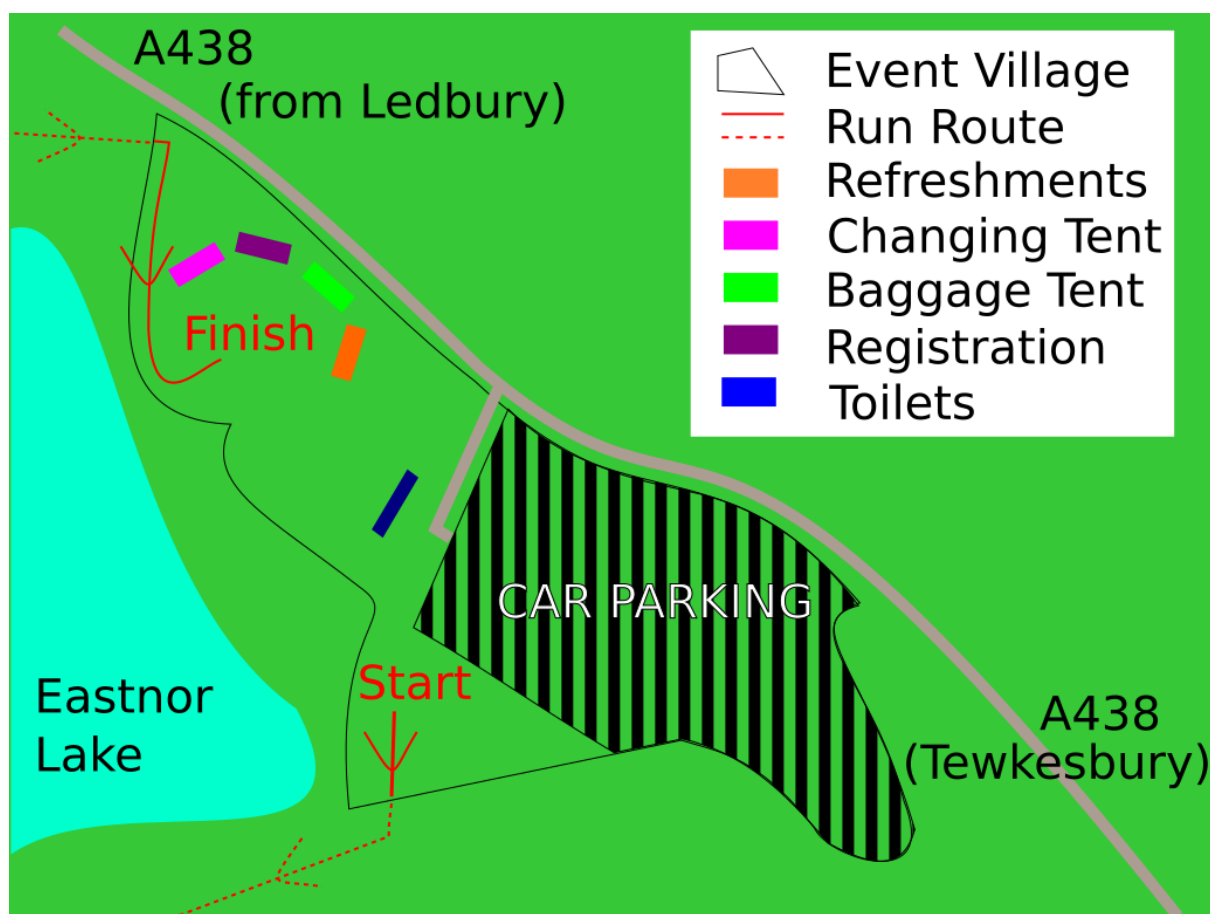 A438
(from Ledbury)
Event Village
Run Route
Refreshments
Changing Tent
Baggage Tent
Registration
Toilets
Finish
CAR PARKING
Start
Eastnor
Lake
A438
(Tewkesbury)